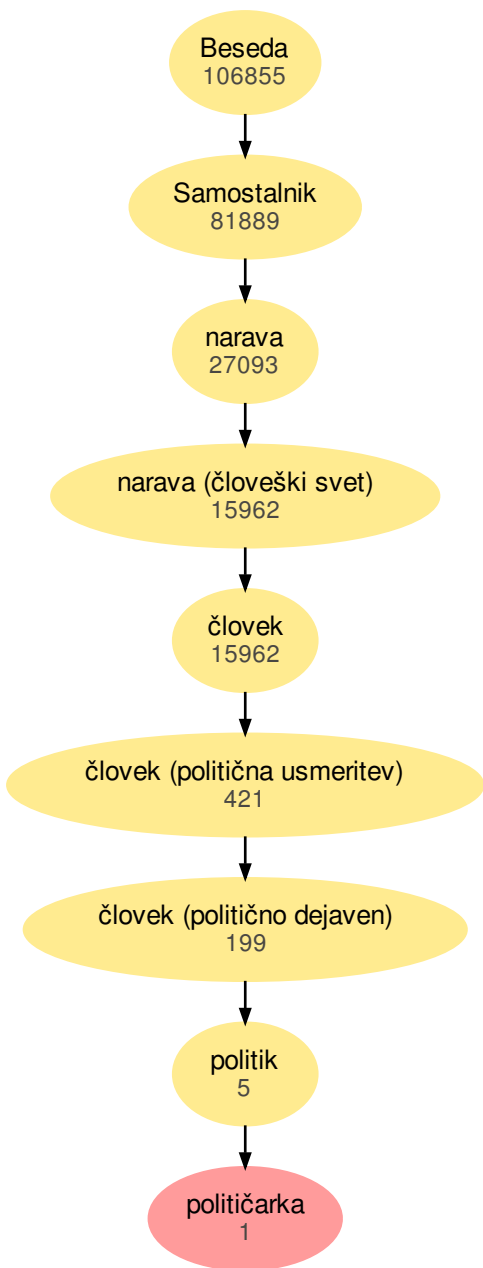 Beseda
106855
Samostalnik
81889
narava
27093
narava (človeški svet)
15962
človek
15962
človek (politična usmeritev)
421
človek (politično dejaven)
199
politik
5
političarka
1